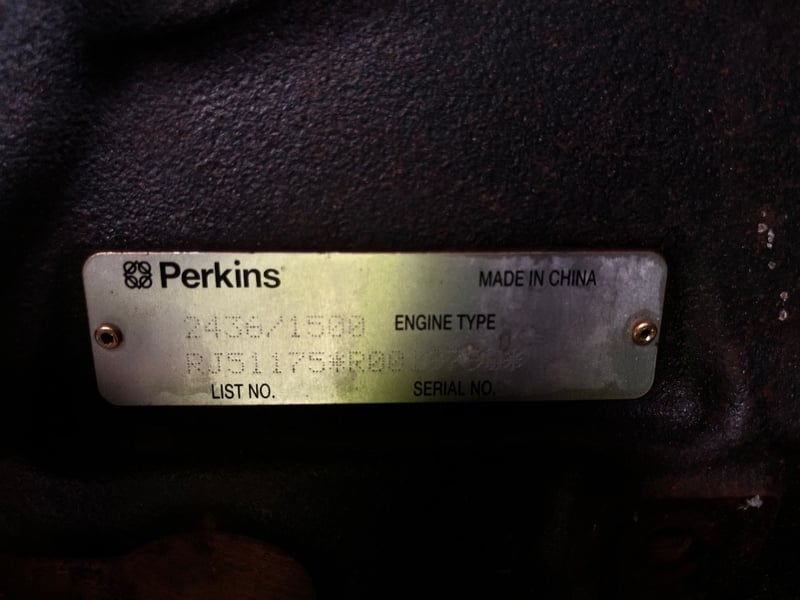 Perkins MADE IN CHINA
2436/1500 ENGINE TYPE
LIST NO. SERIAL NO.